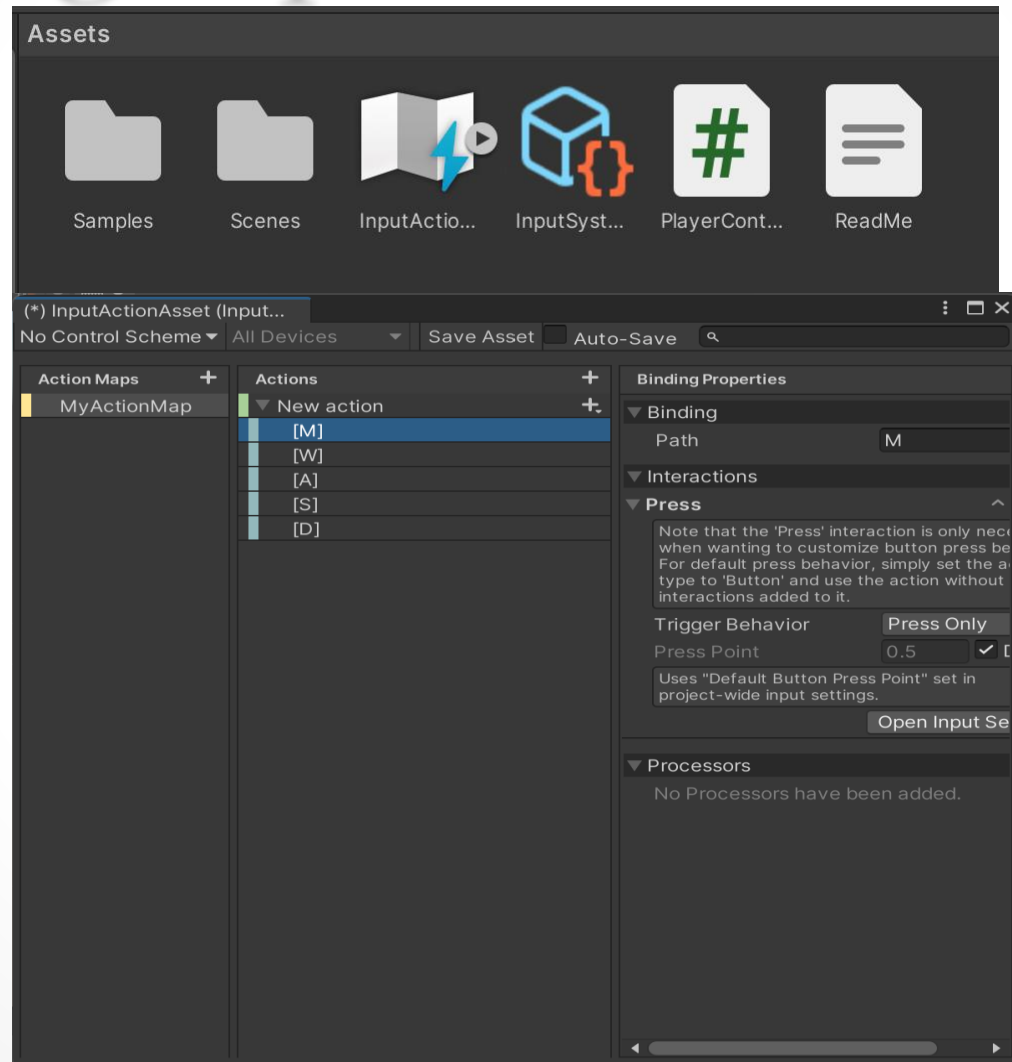 Assets
Samples
Scenes
InputActio...
InputSyst...
PlayerCont...
ReadMe
(*) InputActionAsset (Input...
No Control Scheme All Devices Save Asset Auto-Save
Action Maps Actions Binding Properties
MyActionMap New action Binding
[M] Path M
[W]
[A] Interactions
[S] Press
[D] Note that the 'Press' interaction is only nece
when wanting to customize button press be
For default press behavior, simply set the a
type to 'Button' and use the action without
interactions added to it.
Trigger Behavior Press Only
Press Point 0.5
Uses "Default Button Press Point" set in
project-wide input settings.
Open Input Se
Processors
No Processors have been added.